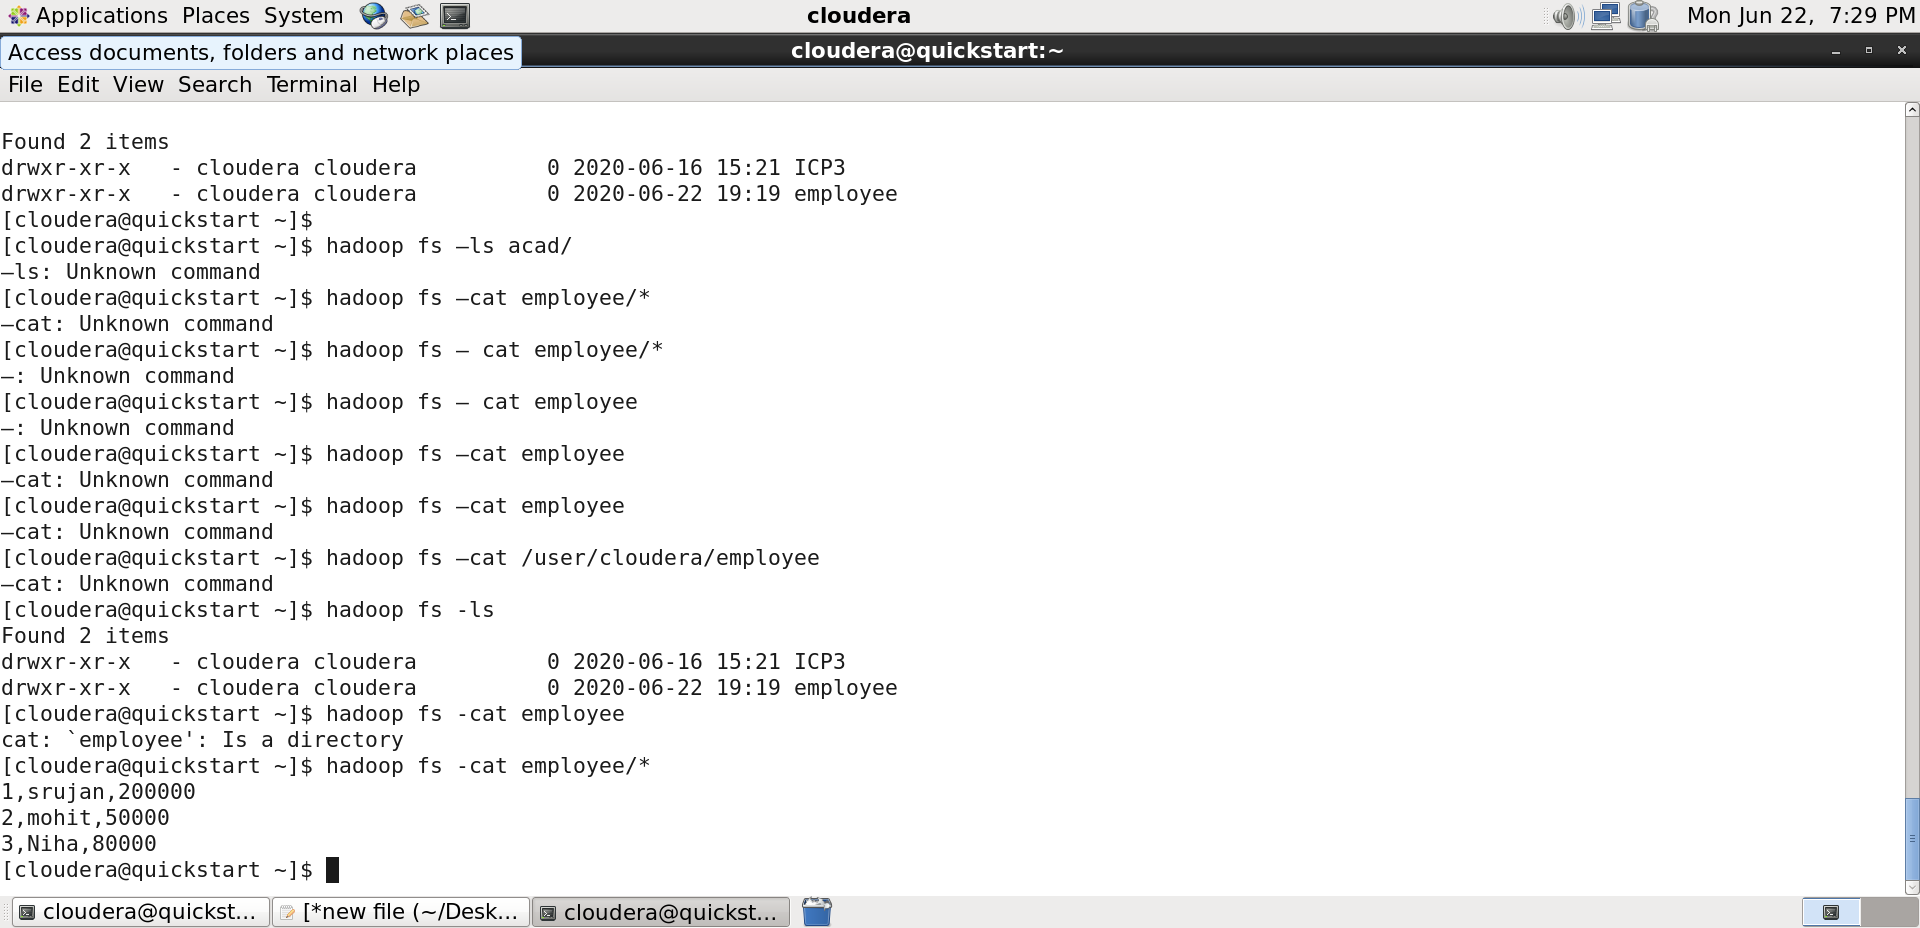 Applications Places System cloudera Mon Jun 22, 7:29 PM
Access documents, folders and network places
cloudera@quickstart:~
File Edit View Search Terminal Help
Found 2 items
drwxr-xr-x   - cloudera cloudera          0 2020-06-16 15:21 ICP3
drwxr-xr-x   - cloudera cloudera          0 2020-06-22 19:19 employee
[cloudera@quickstart ~]$
[cloudera@quickstart ~]$ hadoop fs –ls acad/
–ls: Unknown command
[cloudera@quickstart ~]$ hadoop fs –cat employee/*
–cat: Unknown command
[cloudera@quickstart ~]$ hadoop fs – cat employee/*
–: Unknown command
[cloudera@quickstart ~]$ hadoop fs – cat employee
–: Unknown command
[cloudera@quickstart ~]$ hadoop fs –cat employee
–cat: Unknown command
[cloudera@quickstart ~]$ hadoop fs –cat employee
–cat: Unknown command
[cloudera@quickstart ~]$ hadoop fs –cat /user/cloudera/employee
–cat: Unknown command
[cloudera@quickstart ~]$ hadoop fs -ls
Found 2 items
drwxr-xr-x   - cloudera cloudera          0 2020-06-16 15:21 ICP3
drwxr-xr-x   - cloudera cloudera          0 2020-06-22 19:19 employee
[cloudera@quickstart ~]$ hadoop fs -cat employee
cat: `employee': Is a directory
[cloudera@quickstart ~]$ hadoop fs -cat employee/*
1,srujan,200000
2,mohit,50000
3,Niha,80000
[cloudera@quickstart ~]$
cloudera@quickst... [*new file (~/Desk... cloudera@quickst...